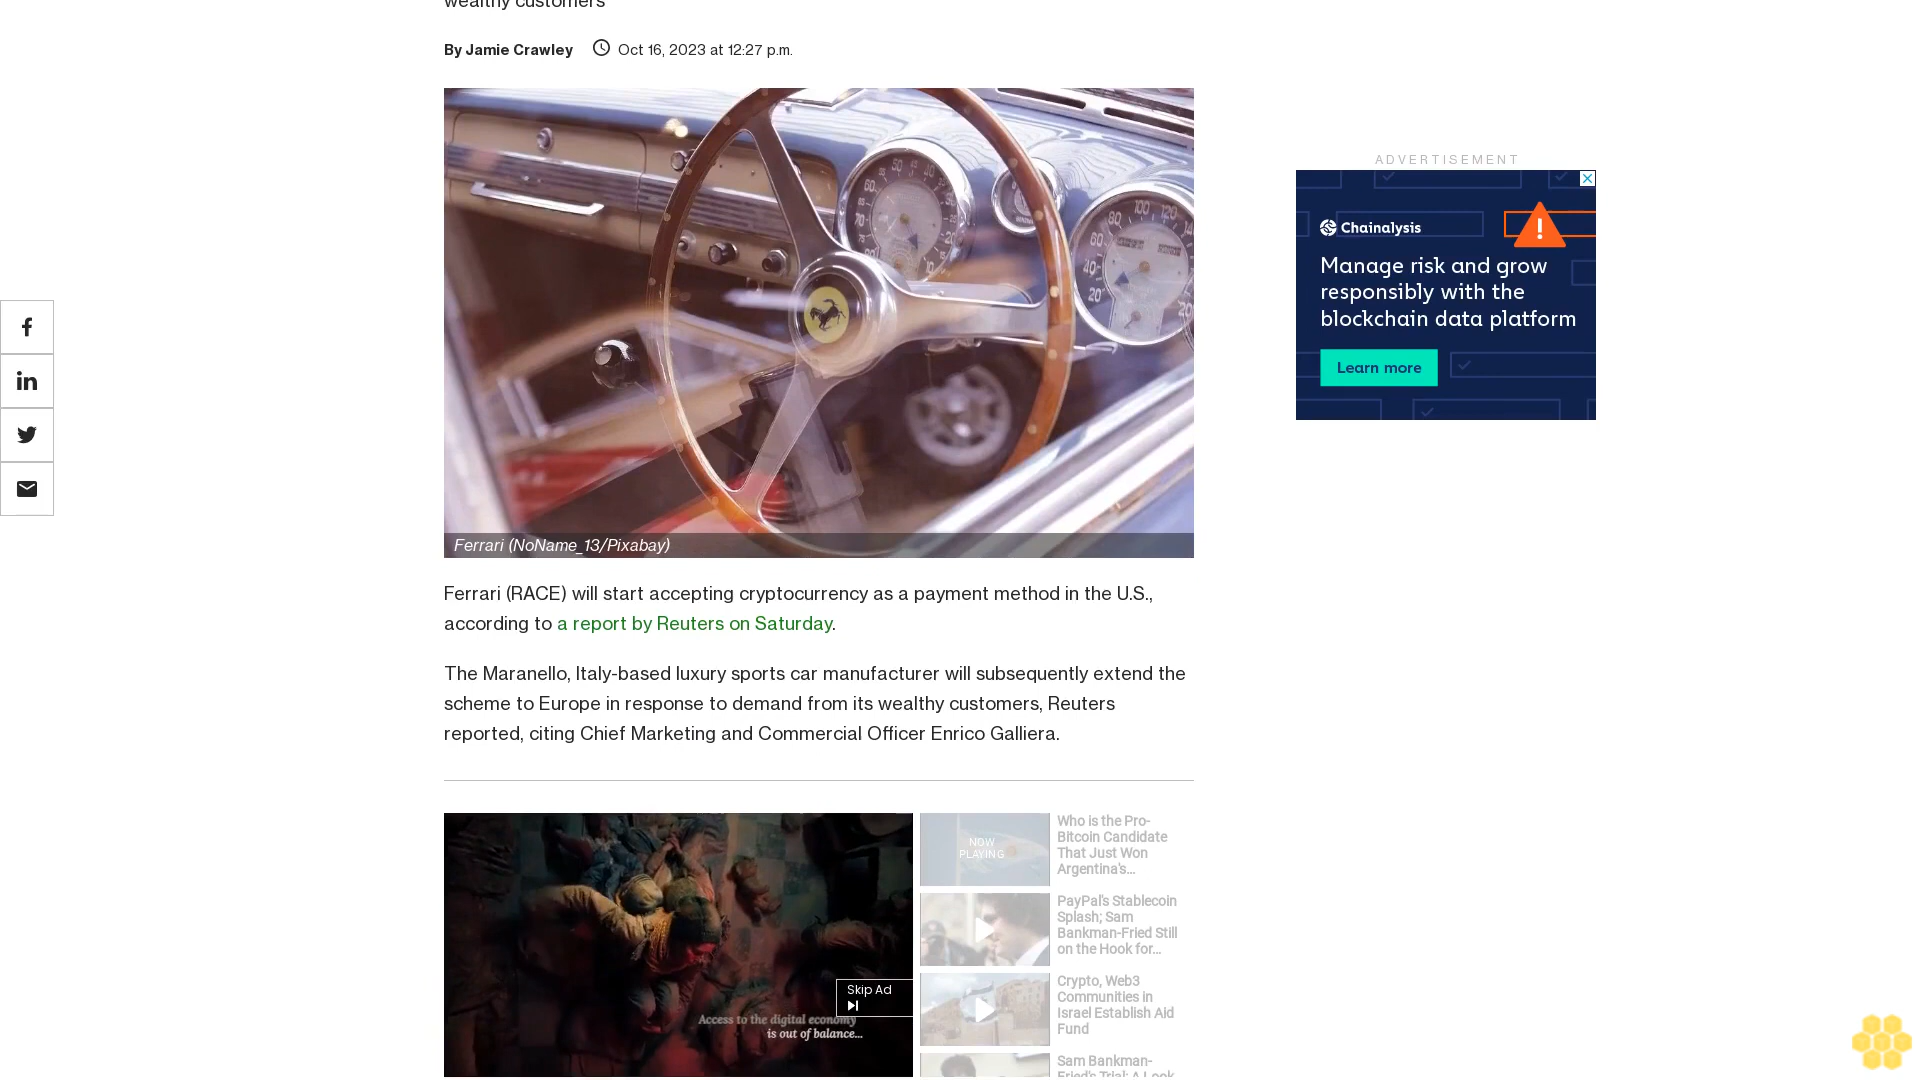 wealthy customers
By Jamie Crawley Oct 16, 2023 at 12:27 p.m.
Ferrari (NoName_13/Pixabay)
Ferrari (RACE) will start accepting cryptocurrency as a payment method in the U.S.,
according to a report by Reuters on Saturday.
The Maranello, Italy-based luxury sports car manufacturer will subsequently extend the
scheme to Europe in response to demand from its wealthy customers, Reuters
reported, citing Chief Marketing and Commercial Officer Enrico Galliera.
Access to the digital economy
is out of balance...
Skip Ad
NOW
PLAYING
Who is the Pro-
Bitcoin Candidate
That Just Won
Argentina's...
PayPal's Stablecoin
Splash; Sam
Bankman-Fried Still
on the Hook for...
Crypto, Web3
Communities in
Israel Establish Aid
Fund
Sam Bankman-
Fried's Trial: A Look
ADVERTISEMENT
Chainalysis
Manage risk and grow
responsibly with the
blockchain data platform
Learn more